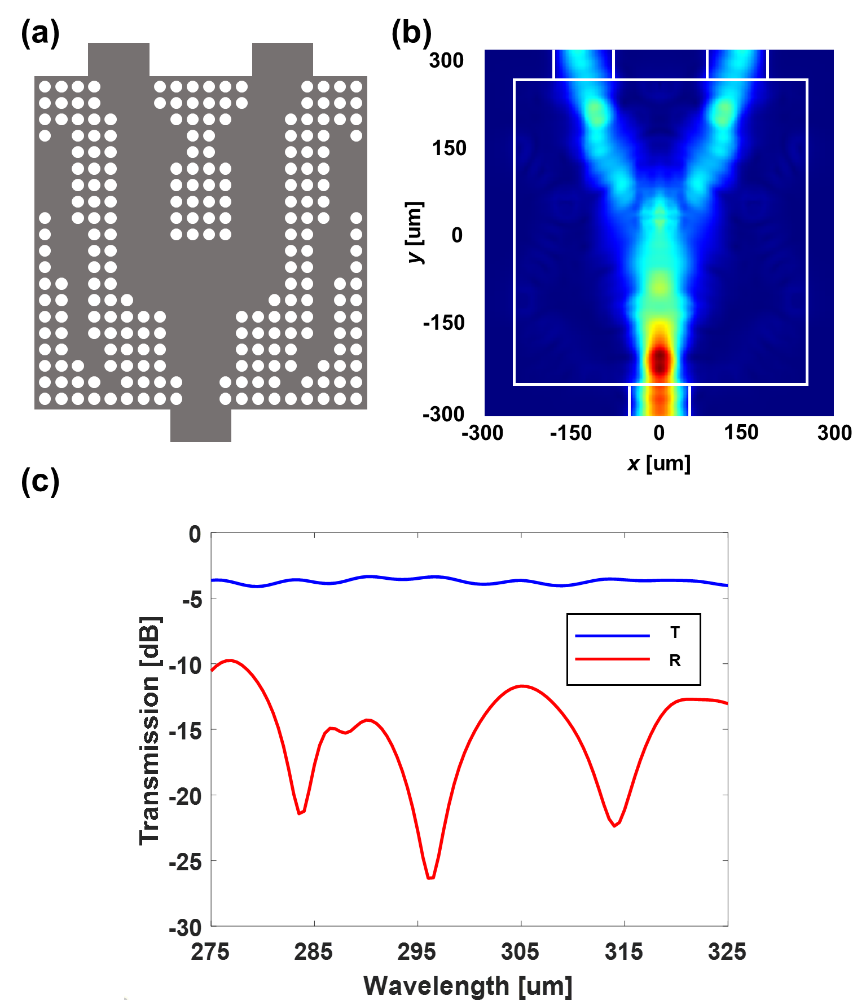 (a)
(b)
300
150
0
-150
-300
y [um]
-300 -150 0 150 300
x [um]
(c)
0
-5
-10
-15
-20
-25
-30
Transmission [dB]
T
R
275 285 295 305 315 325
Wavelength [um]